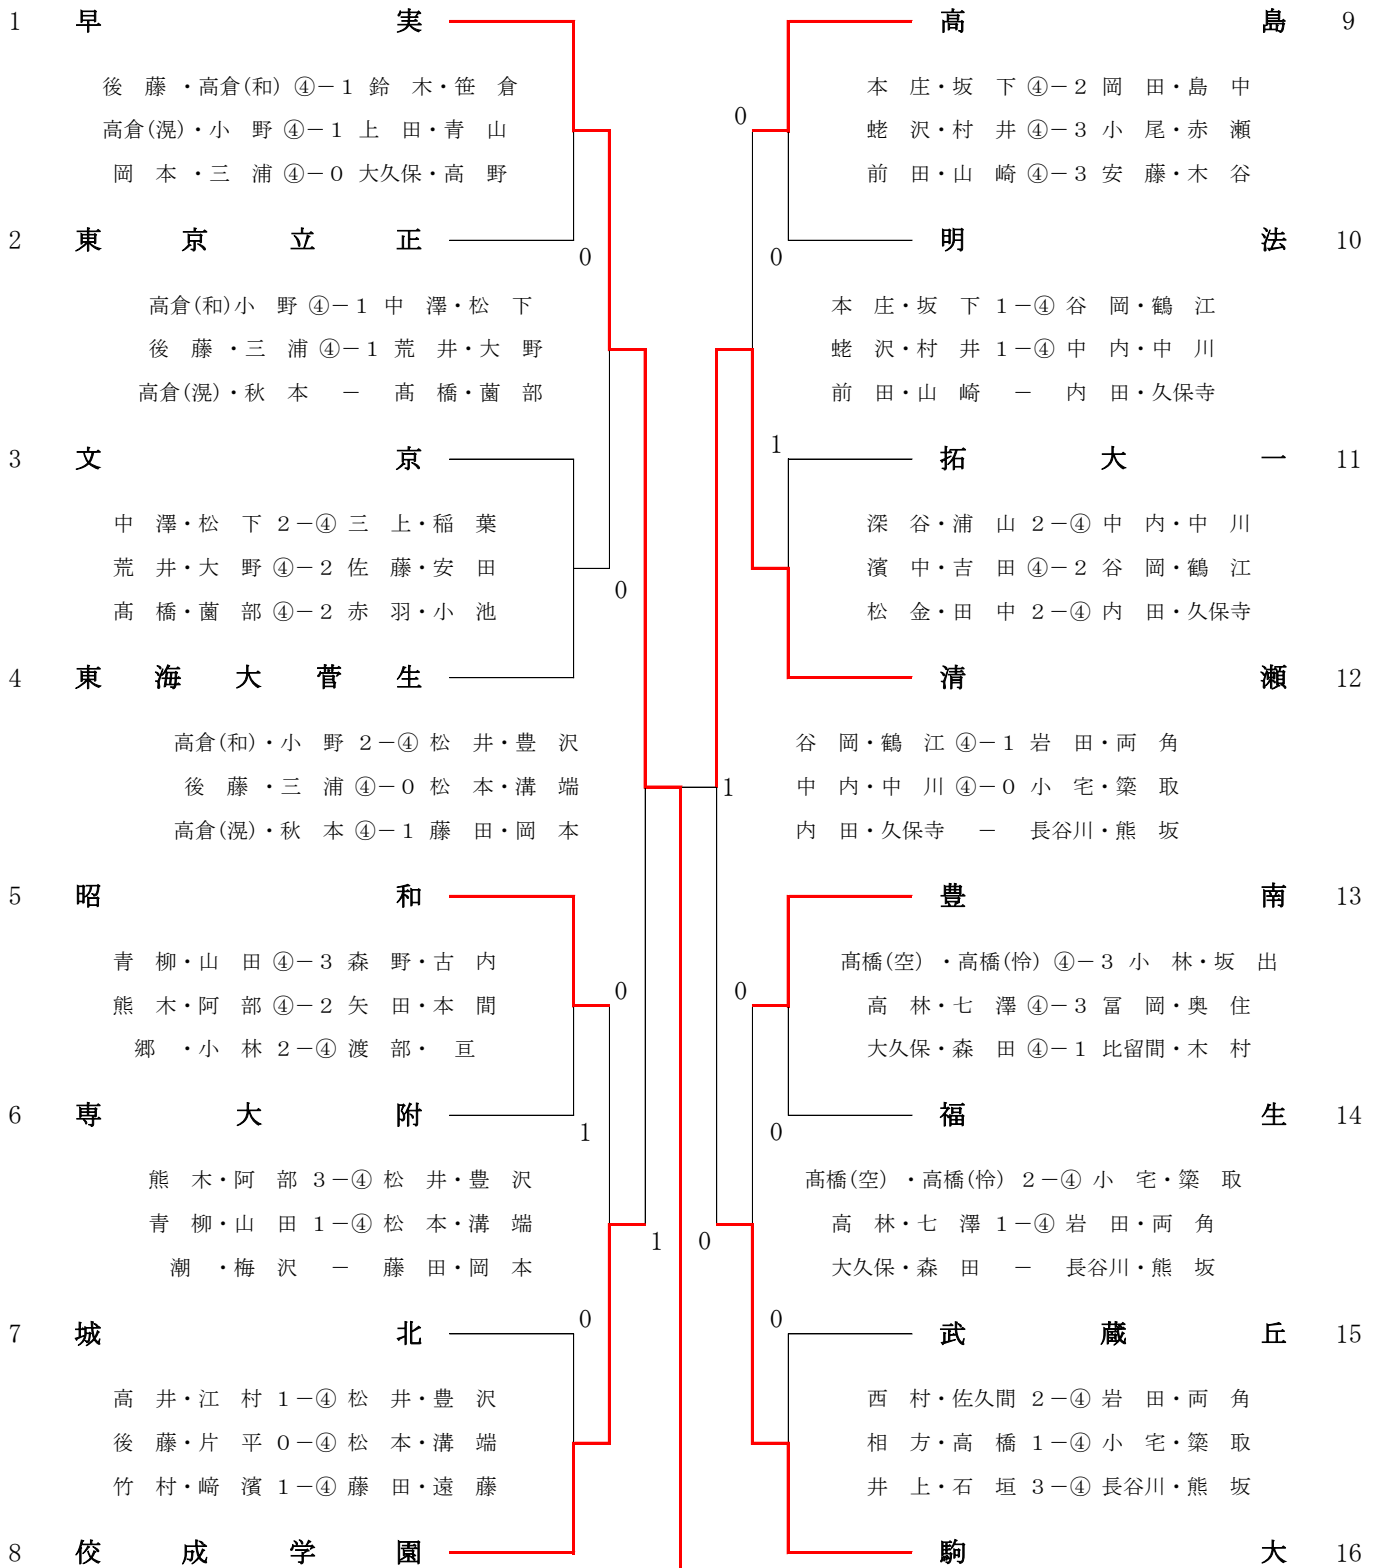 1 早実
後藤・高倉(和) ④－1 鈴木・笹倉
高倉(滉)・小野 ④－1 上田・青山
岡本・三浦 ④－0 大久保・高野
2 東京立正
0
高倉(和)小野 ④－1 中澤・松下
後藤・三浦 ④－1 荒井・大野
高倉(滉)・秋本 －髙橋・薗部
3 文京
中澤・松下 2－④ 三上・稲葉
荒井・大野 ④－2 佐藤・安田
髙橋・薗部 ④－2 赤羽・小池
0
4 東海大菅生
高倉(和)・小野 2－④ 松井・豊沢
後藤・三浦 ④－0 松本・溝端
高倉(滉)・秋本 ④－1 藤田・岡本
5 昭和
青柳・山田 ④－3 森野・古内
熊木・阿部 ④－2 矢田・本間
郷・小林 2－④ 渡部・亘
0
6 専大附
1
熊木・阿部 3－④ 松井・豊沢
青柳・山田 1－④ 松本・溝端
潮・梅沢 － 藤田・岡本
1
7 城北
0
高井・江村 1－④ 松井・豊沢
後藤・片平 0－④ 松本・溝端
竹村・﨑濱 1－④ 藤田・遠藤
8 佼成学園
高島 9
本庄・坂下 ④－2 岡田・島中
蛯沢・村井 ④－3 小尾・赤瀬
前田・山崎 ④－3 安藤・木谷
0
明法 10
0
本庄・坂下 1－④ 谷岡・鶴江
蛯沢・村井 1－④ 中内・中川
前田・山崎 － 内田・久保寺
1
拓大一 11
深谷・浦山 2－④ 中内・中川
濱中・吉田 ④－2 谷岡・鶴江
松金・田中 2－④ 内田・久保寺
清瀬 12
谷岡・鶴江 ④－1 岩田・両角
中内・中川 ④－0 小宅・簗取
内田・久保寺 － 長谷川・熊坂
1
豊南 13
髙橋(空)・高橋(怜) ④－3 小林・坂出
高林・七澤 ④－3 冨岡・奥住
大久保・森田 ④－1 比留間・木村
0
福生 14
0
髙橋(空)・高橋(怜) 2－④ 小宅・簗取
高林・七澤 1－④ 岩田・両角
大久保・森田 － 長谷川・熊坂
0
武蔵丘 15
0
西村・佐久間 2－④ 岩田・両角
相方・高橋 1－④ 小宅・簗取
井上・石垣 3－④ 長谷川・熊坂
駒大 16